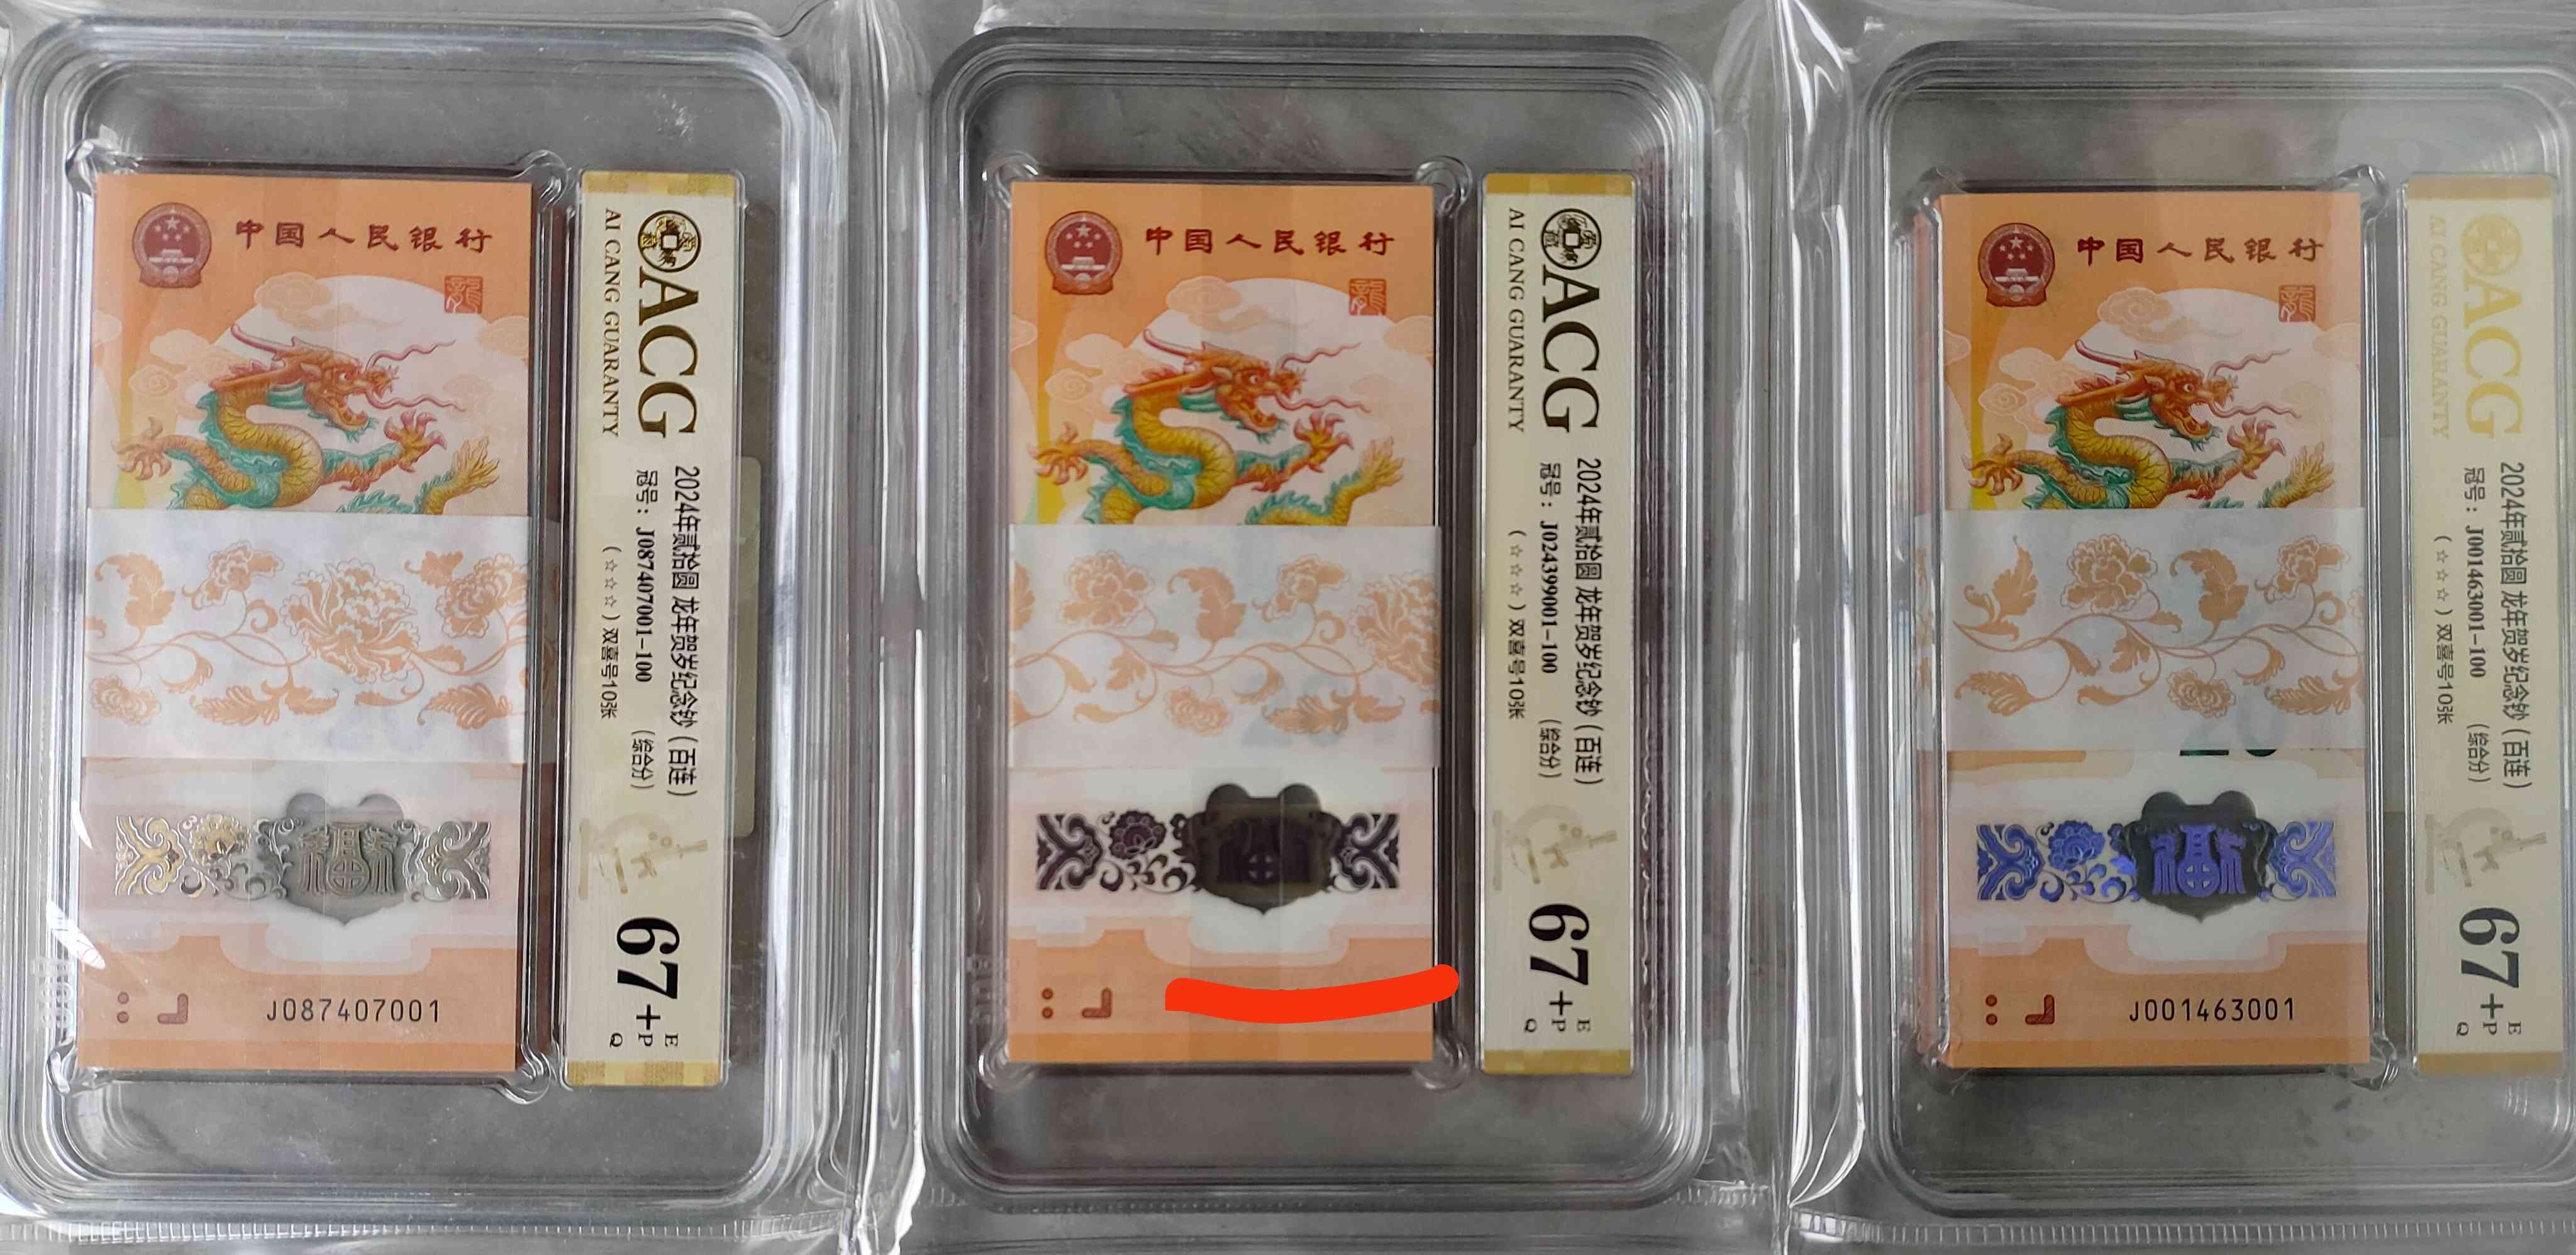 中国人民银行
龍
福
J087407001
ACG
AI CANG GUARANTY
2024年贰拾圆 龙年贺岁纪念钞（百连）
冠号：J087407001-100 （综合分）
（☆☆☆☆）双喜号10张
67+
E
P
Q
中国人民银行
龍
福
ACG
AI CANG GUARANTY
2024年贰拾圆 龙年贺岁纪念钞（百连）
冠号：J024399001-100 （综合分）
（☆☆☆☆）双喜号10张
67+
E
P
Q
中国人民银行
龍
福
J001463001
ACG
AI CANG GUARANTY
2024年贰拾圆 龙年贺岁纪念钞（百连）
冠号：J001463001-100 （综合分）
（☆☆☆☆）双喜号10张
67+
E
P
Q